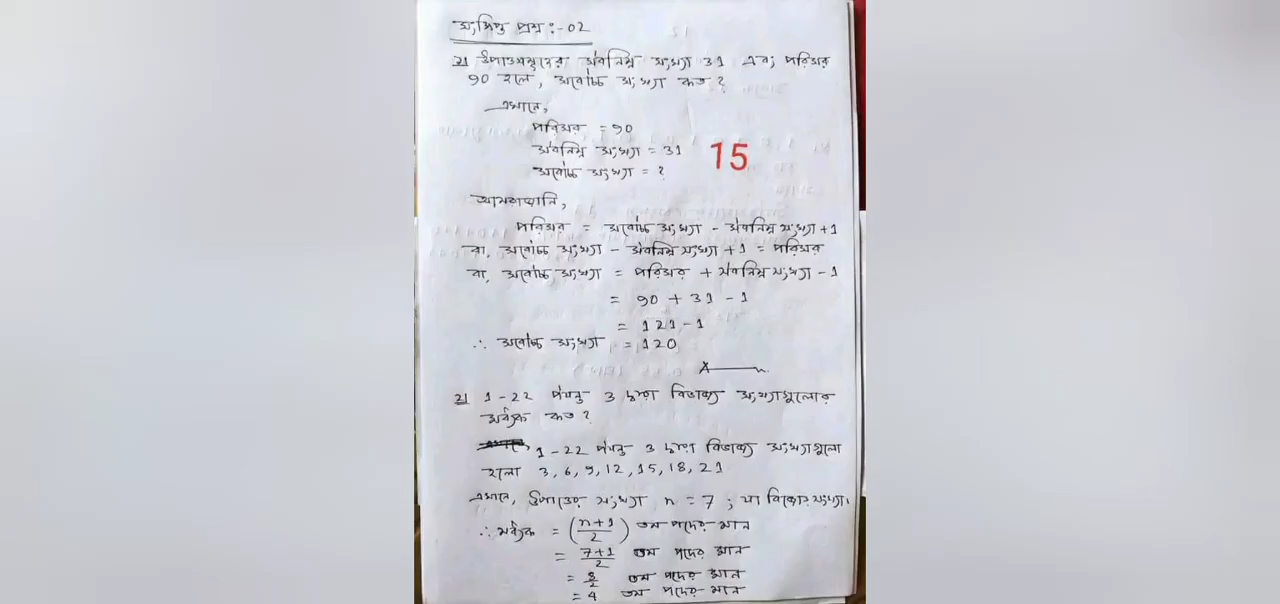 সংক্ষিপ্ত প্রশ্ন:-02
১। উপাত্তসমূহের সর্বনিম্ন সংখ্যা 31 এবং পরিসর
90 হলে, সর্বোচ্চ সংখ্যা কত?
এখানে,
পরিসর = 90
সর্বনিম্ন সংখ্যা = 31
15
সর্বোচ্চ সংখ্যা = ?
আমরাজানি,
পরিসর = সর্বোচ্চ সংখ্যা - সর্বনিম্ন সংখ্যা + 1
বা, সর্বোচ্চ সংখ্যা - সর্বনিম্ন সংখ্যা + 1 = পরিসর
বা, সর্বোচ্চ সংখ্যা = পরিসর + সর্বনিম্ন সংখ্যা - 1
= 90 + 31 - 1
= 121 - 1
∴ সর্বোচ্চ সংখ্যা = 120
২। 1 - 22 পর্যন্ত 3 দ্বারা বিভাজ্য সংখ্যাগুলোর
মধ্যক কত?
1 - 22 পর্যন্ত 3 দ্বারা বিভাজ্য সংখ্যাগুলো
হলো 3, 6, 9, 12, 15, 18, 21
এখানে, উপাত্তের সংখ্যা n = 7 ; যা বিজোড় সংখ্যা।
∴ মধ্যক = (n+1/2) তম পদের মান
= 7+1/2 তম পদের মান
= 8/2 তম পদের মান
= 4 তম পদের মান